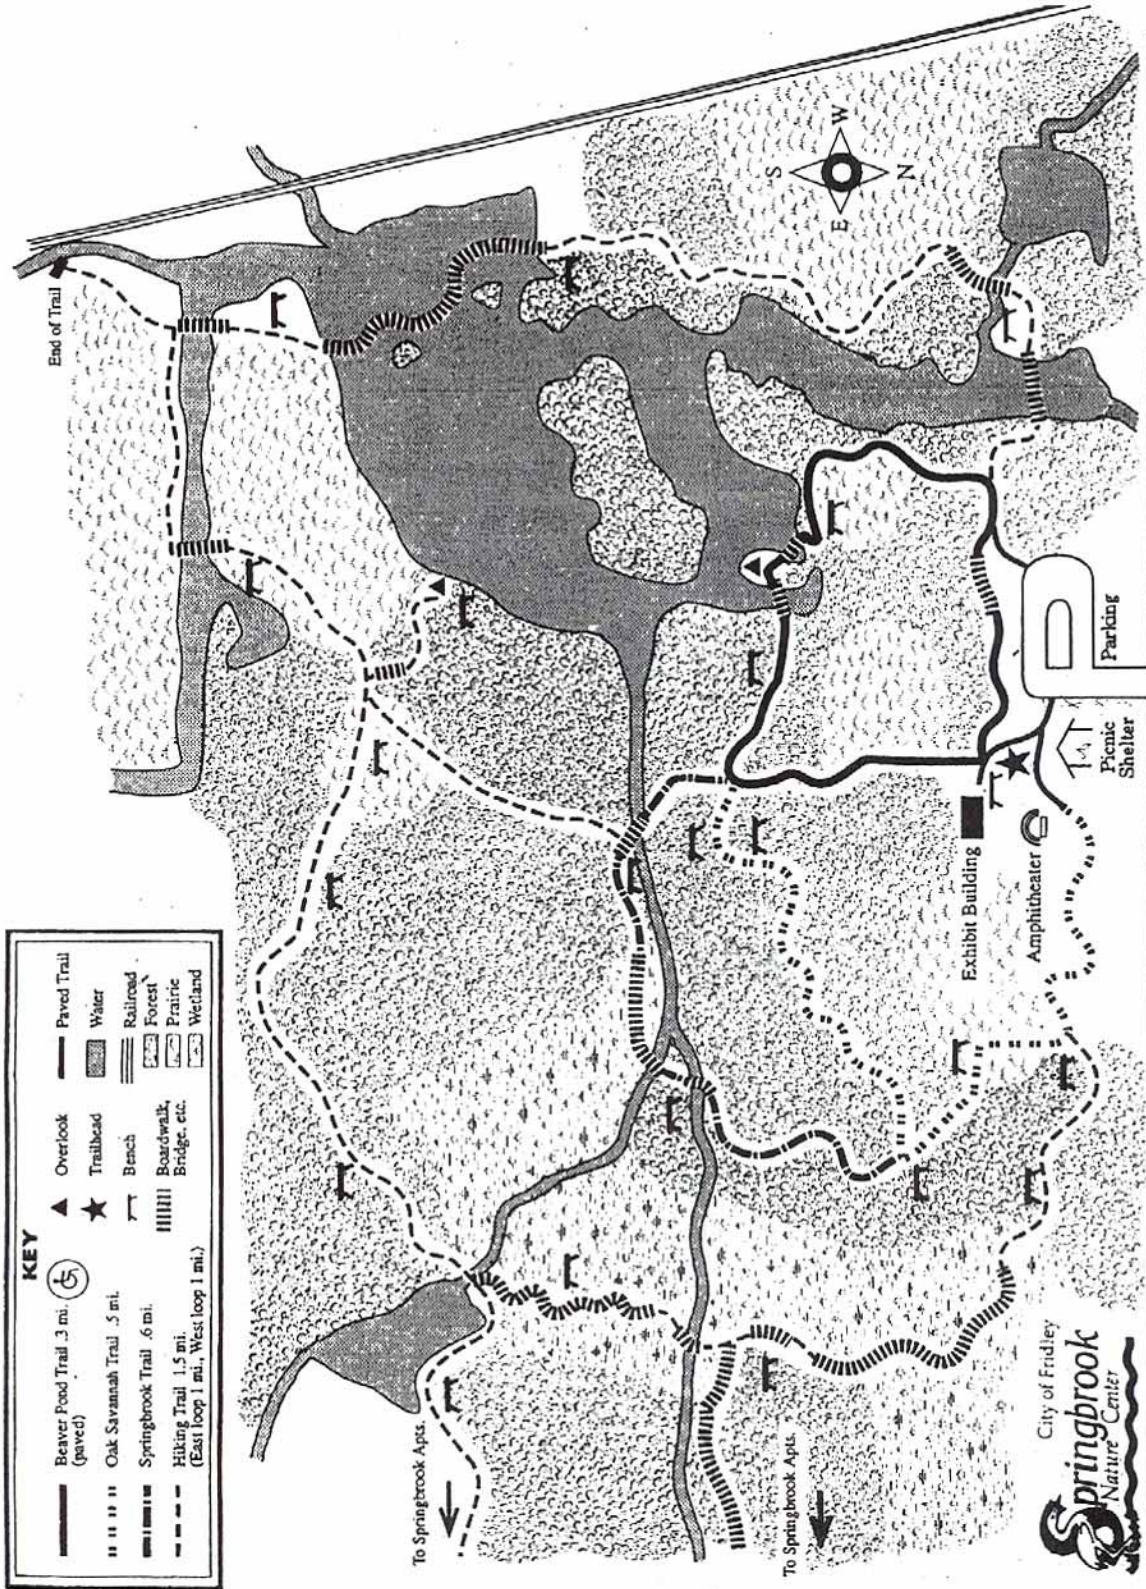 KEY
Beaver Pond Trail .3 mi.
(paved)
Oak Savannah Trail .5 mi.
Springbrook Trail .6 mi.
Hiking Trail 1.5 mi.
(East loop 1 mi., West loop 1 mi.)
Overlook
Trailhead
Bench
Boardwalk,
Bridge, etc.
Paved Trail
Water
Railroad
Forest
Prairie
Wetland
End of Trail
S
E
W
N
To Springbrook Apts.
To Springbrook Apts.
Exhibit Building
Amphitheater
Picnic
Shelter
Parking
City of Fridley
Springbrook
Nature Center